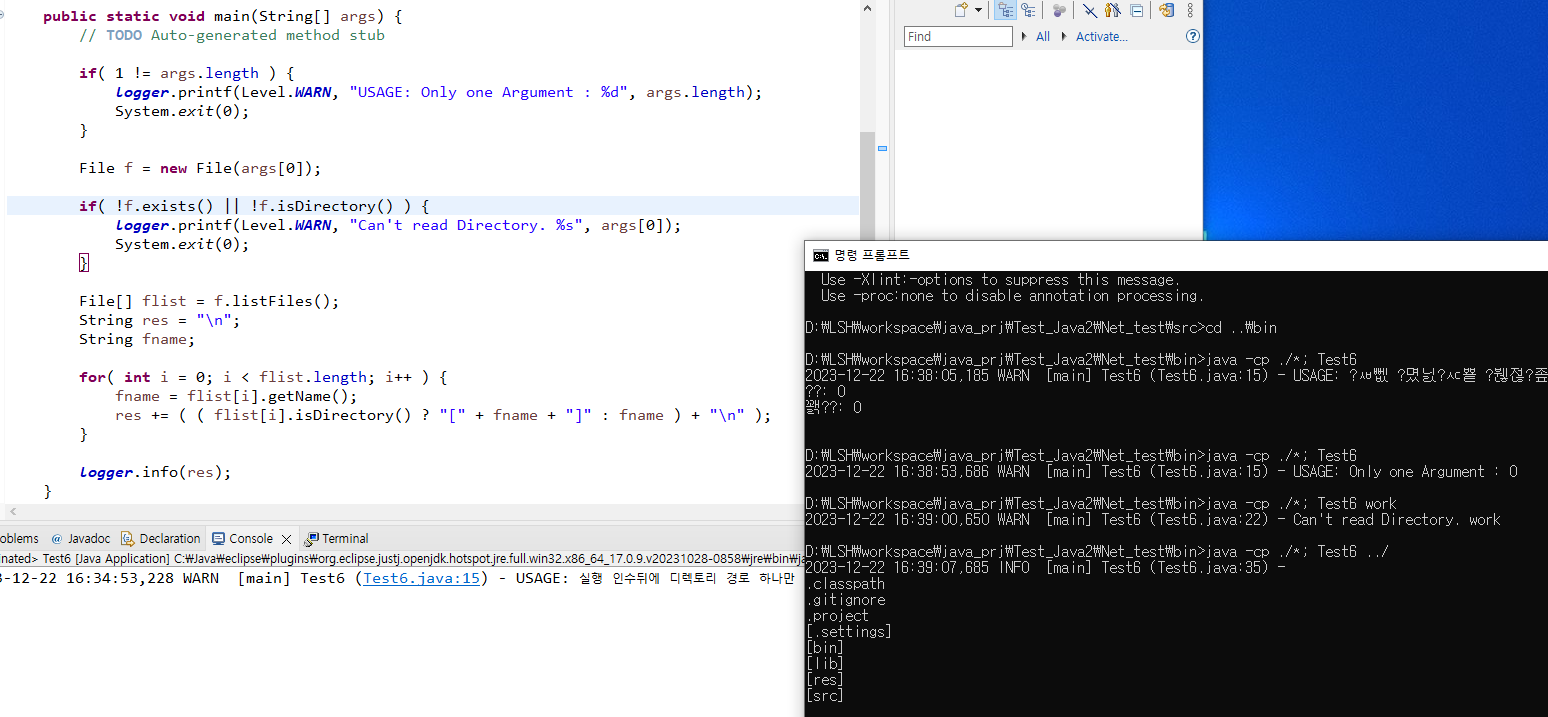 public static void main(String[] args) {
// TODO Auto-generated method stub
if( 1 != args.length ) {
logger.printf(Level.WARN, "USAGE: Only one Argument : %d", args.length);
System.exit(0);
}
File f = new File(args[0]);
if( !f.exists() || !f.isDirectory() ) {
logger.printf(Level.WARN, "Can't read Directory. %s", args[0]);
System.exit(0);
}
File[] flist = f.listFiles();
String res = "\n";
String fname;
for( int i = 0; i < flist.length; i++ ) {
fname = flist[i].getName();
res += ( ( flist[i].isDirectory() ? "[" + fname + "]" : fname ) + "\n" );
}
logger.info(res);
}
Find All Activate...
oblems @ Javadoc Declaration Console Terminal
inated> Test6 [Java Application] C:\Java\eclipse\plugins\org.eclipse.justj.openjdk.hotspot.jre.full.win32.x86_64_17.0.9.v20231028-0858\jre\bin\ja
3-12-22 16:34:53,228 WARN [main] Test6 (Test6.java:15) - USAGE: 실행 인수뒤에 디렉토리 경로 하나만
명령 프롬프트
Use -Xlint:-options to suppress this message.
Use -proc:none to disable annotation processing.
D:₩LSH₩workspace₩java_prj₩Test_Java2₩Net_test₩src>cd ..₩bin
D:₩LSH₩workspace₩java_prj₩Test_Java2₩Net_test₩bin>java -cp ./*; Test6
2023-12-22 16:38:05,185 WARN [main] Test6 (Test6.java:15) - USAGE:
??: 0
??: 0
D:₩LSH₩workspace₩java_prj₩Test_Java2₩Net_test₩bin>java -cp ./*; Test6
2023-12-22 16:38:53,686 WARN [main] Test6 (Test6.java:15) - USAGE: Only one Argument : 0
D:₩LSH₩workspace₩java_prj₩Test_Java2₩Net_test₩bin>java -cp ./*; Test6 work
2023-12-22 16:39:00,650 WARN [main] Test6 (Test6.java:22) - Can't read Directory. work
D:₩LSH₩workspace₩java_prj₩Test_Java2₩Net_test₩bin>java -cp ./*; Test6 ../
2023-12-22 16:39:07,685 INFO [main] Test6 (Test6.java:35) -
.classpath
.gitignore
.project
[.settings]
[bin]
[lib]
[res]
[src]